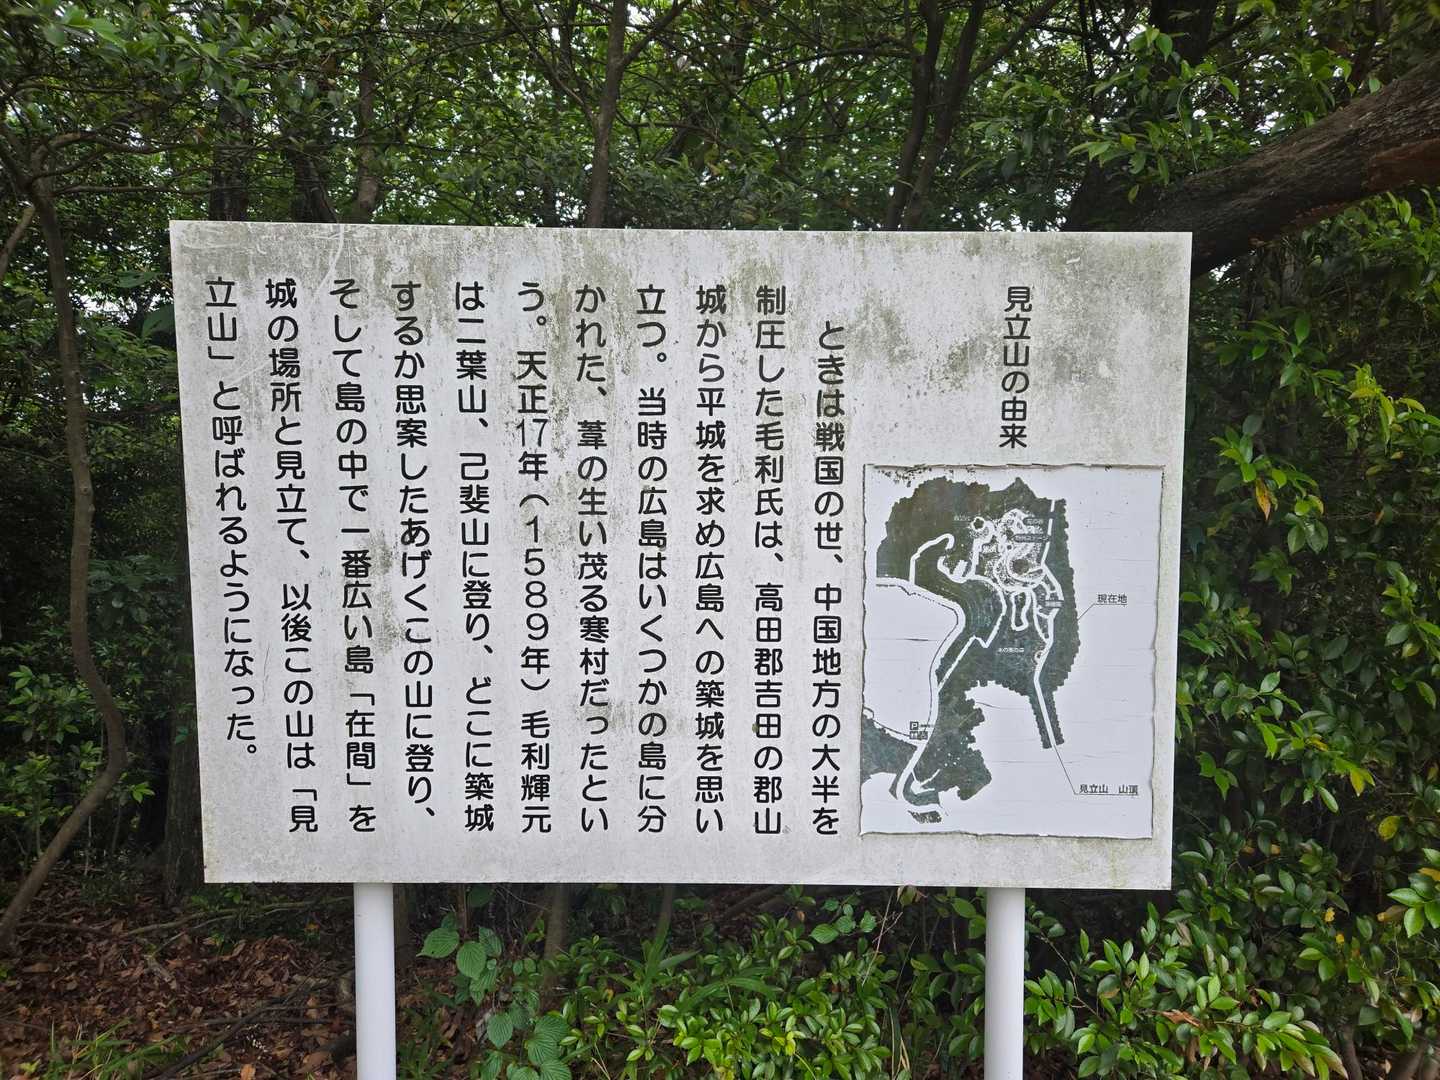 見立山の由来
ときは戦国の世、中国地方の大半を
制圧した毛利氏は、高田郡吉田の郡山
城から平城を求め広島への築城を思い
立つ。当時の広島はいくつかの島に分
かれた、葦の生い茂る寒村だったとい
う。天正17年（１５８９年）毛利輝元
は二葉山、己斐山に登り、どこに築城
するか思案したあげくこの山に登り、
そして島の中で一番広い島「在間」を
城の場所と見立て、以後この山は「見
立山」と呼ばれるようになった。
現在地
見立山　山頂
P